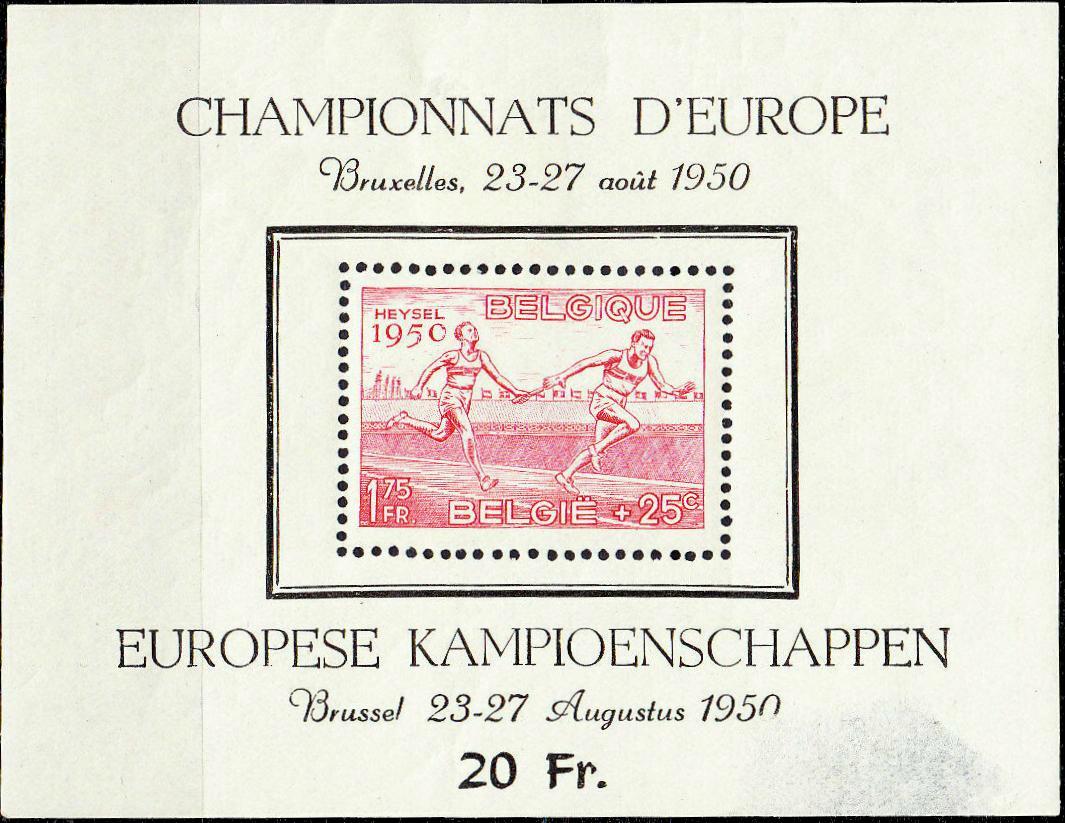 CHAMPIONNATS D'EUROPE
Bruxelles, 23-27 août 1950
HEYSEL BELGIQUE
1950
1 75 FR. BELGIË + 25 C
EUROPESE KAMPIOENSCHAPPEN
Brussel 23-27 Augustus 1950
20 Fr.